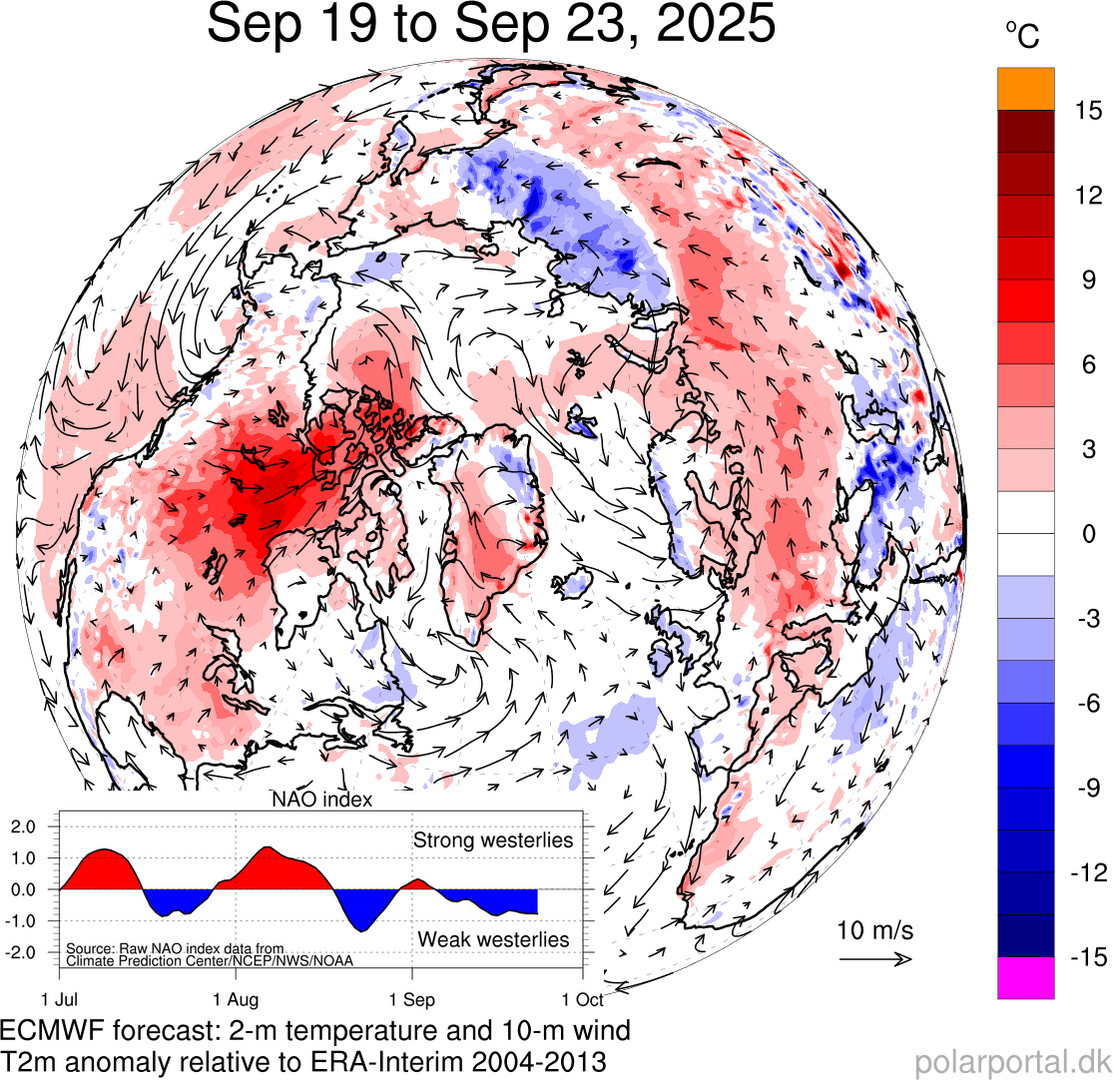 Sep 19 to Sep 23, 2025
oC
15
12
9
6
3
0
-3
-6
-9
-12
-15
10 m/s
NAO index
2.0
1.0
0.0
-1.0
-2.0
Strong westerlies
Weak westerlies
Source: Raw NAO index data from
Climate Prediction Center/NCEP/NWS/NOAA
1 Jul 1 Aug 1 Sep 1 Oct
ECMWF forecast: 2-m temperature and 10-m wind
T2m anomaly relative to ERA-Interim 2004-2013
polarportal.dk